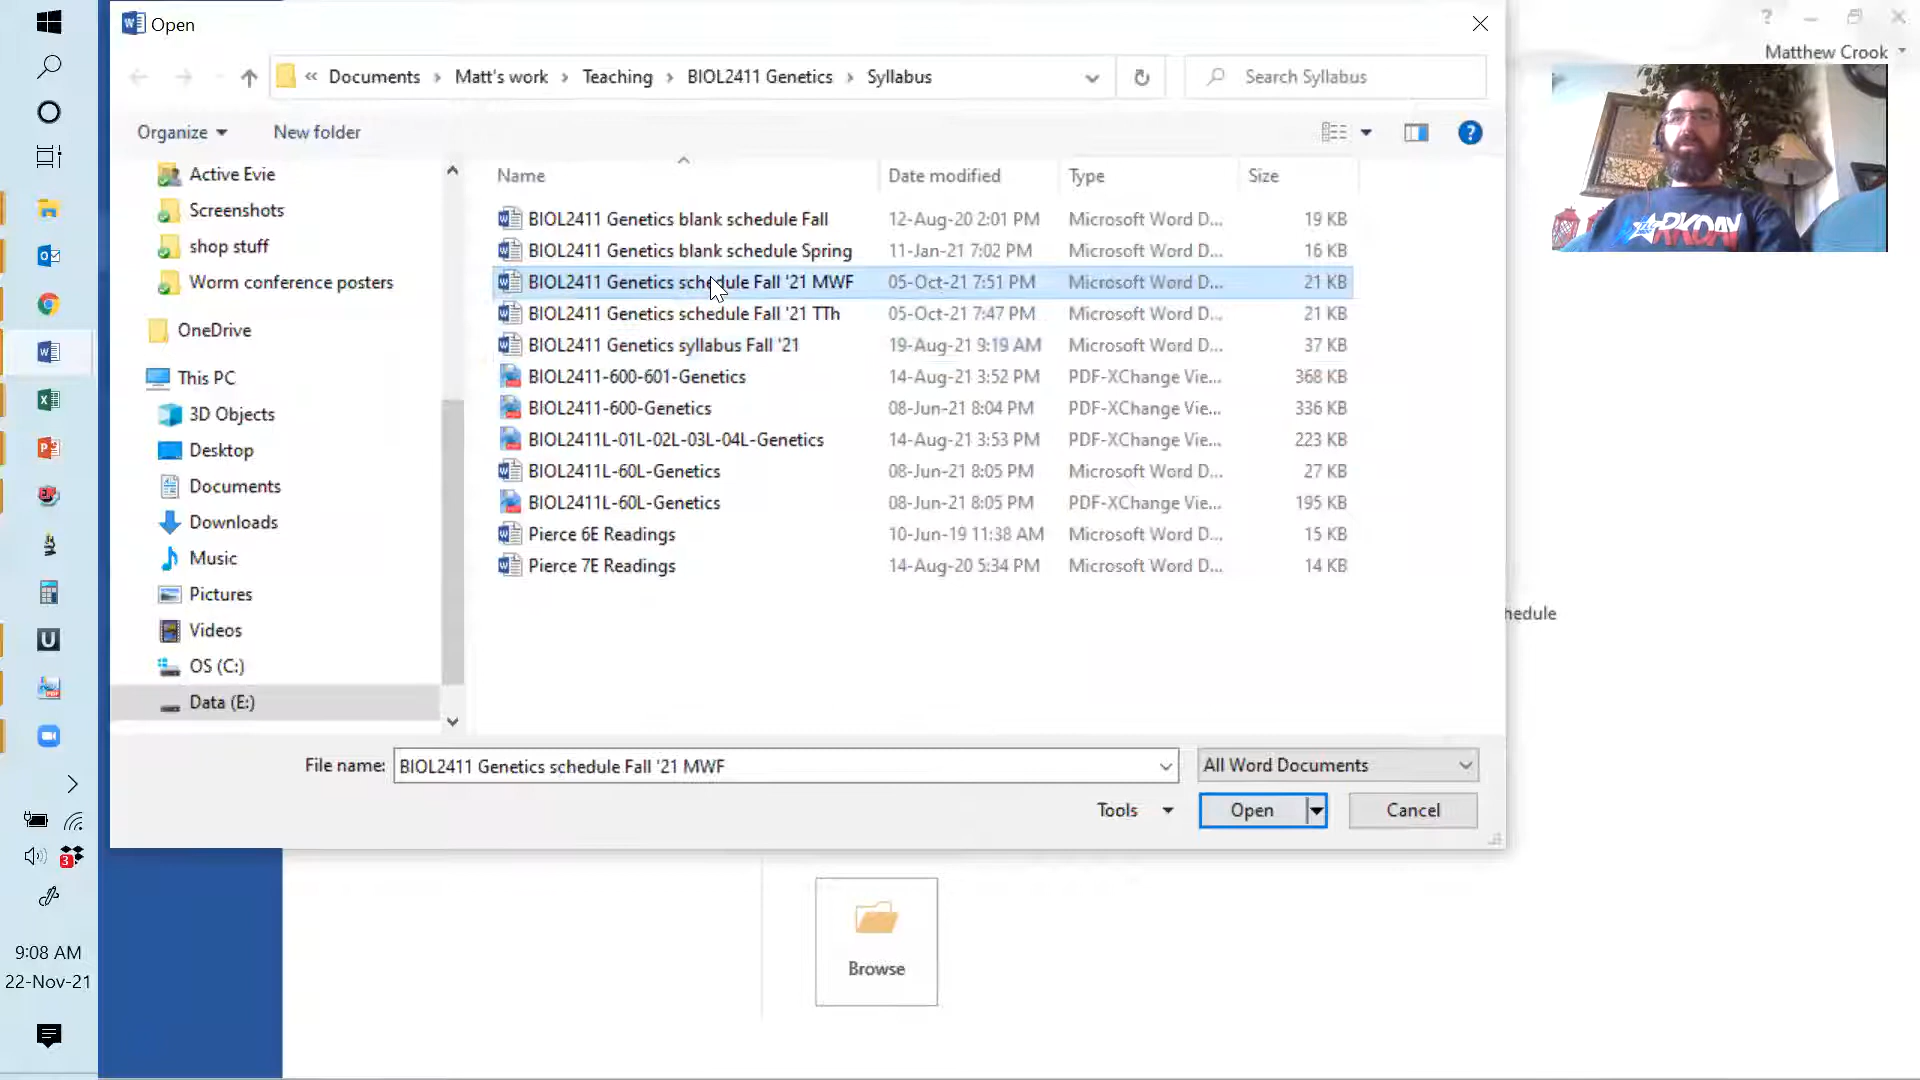 Open
Matthew Crook
« Documents › Matt's work › Teaching › BIOL2411 Genetics › Syllabus
Search Syllabus
Organize
New folder
Name
Date modified
Type
Size
Active Evie
Screenshots
shop stuff
Worm conference posters
OneDrive
This PC
3D Objects
Desktop
Documents
Downloads
Music
Pictures
Videos
OS (C:)
Data (E:)
BIOL2411 Genetics blank schedule Fall 12-Aug-20 2:01 PM Microsoft Word D... 19 KB
BIOL2411 Genetics blank schedule Spring 11-Jan-21 7:02 PM Microsoft Word D... 16 KB
BIOL2411 Genetics schedule Fall '21 MWF 05-Oct-21 7:51 PM Microsoft Word D... 21 KB
BIOL2411 Genetics schedule Fall '21 TTh 05-Oct-21 7:47 PM Microsoft Word D... 21 KB
BIOL2411 Genetics syllabus Fall '21 19-Aug-21 9:19 AM Microsoft Word D... 37 KB
BIOL2411-600-601-Genetics 14-Aug-21 3:52 PM PDF-XChange Vie... 368 KB
BIOL2411-600-Genetics 08-Jun-21 8:04 PM PDF-XChange Vie... 336 KB
BIOL2411L-01L-02L-03L-04L-Genetics 14-Aug-21 3:53 PM PDF-XChange Vie... 223 KB
BIOL2411L-60L-Genetics 08-Jun-21 8:05 PM Microsoft Word D... 27 KB
BIOL2411L-60L-Genetics 08-Jun-21 8:05 PM PDF-XChange Vie... 195 KB
Pierce 6E Readings 10-Jun-19 11:38 AM Microsoft Word D... 15 KB
Pierce 7E Readings 14-Aug-20 5:34 PM Microsoft Word D... 14 KB
hedule
File name: BIOL2411 Genetics schedule Fall '21 MWF
All Word Documents
Tools
Open
Cancel
Browse
3
9:08 AM
22-Nov-21